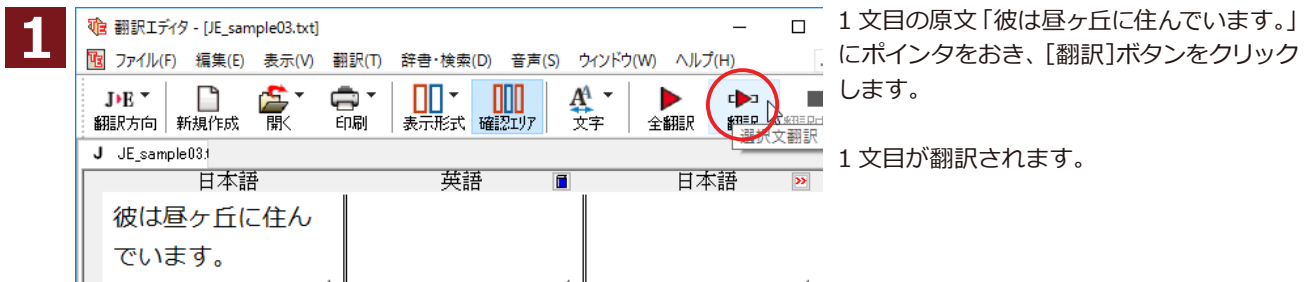 1
翻訳エディタ - [JE_sample03.txt]
ファイル(F) 編集(E) 表示(V) 翻訳(T) 辞書・検索(D) 音声(S) ウィンドウ(W) ヘルプ(H)
J▸E
翻訳方向 新規作成 開く 印刷 表示形式 確認エリア 文字 全翻訳 翻訳
選択文翻訳
J JE_sample03.t
日本語 英語 日本語
彼は昼ヶ丘に住ん
でいます。
1 文目の原文「彼は昼ヶ丘に住んでいます。」
にポインタをおき、[翻訳]ボタンをクリック
します。
1 文目が翻訳されます。